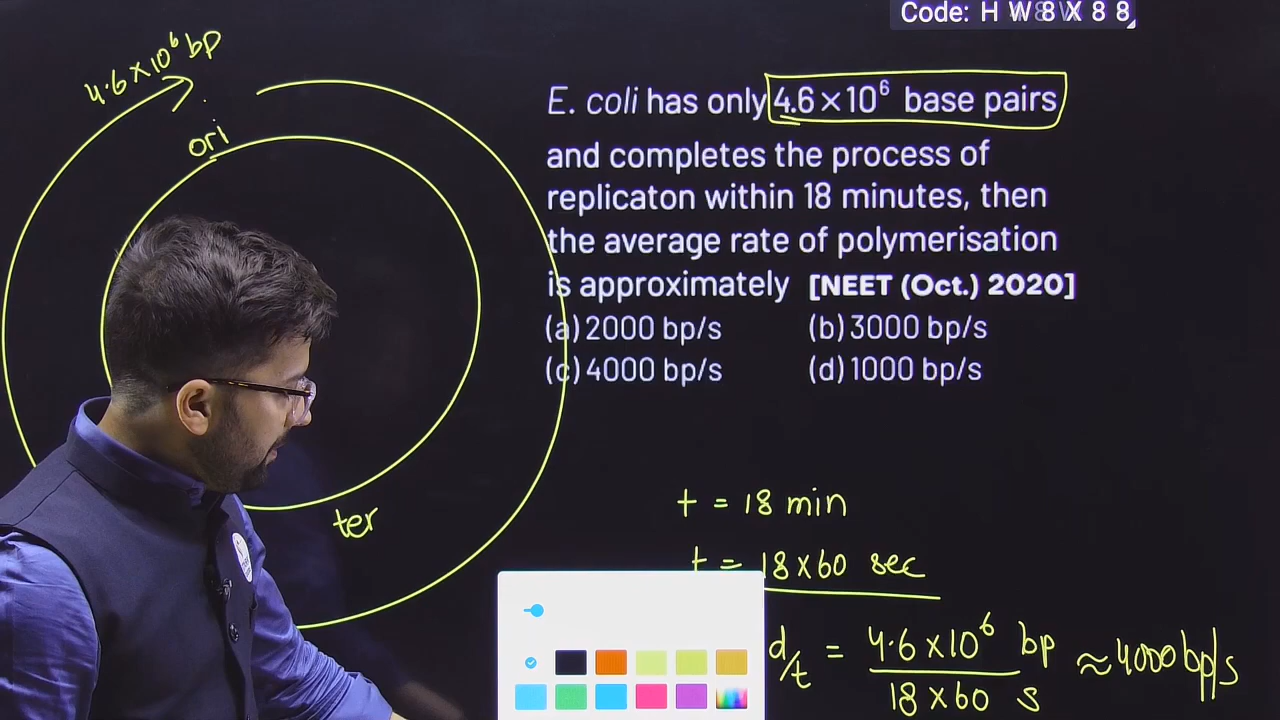 Code: H W 8 X 8 8
4.6×10⁶ bp
ori
ter
E. coli has only 4.6×10⁶ base pairs
and completes the process of
replicaton within 18 minutes, then
the average rate of polymerisation
is approximately [NEET (Oct.) 2020]
(a) 2000 bp/s (b) 3000 bp/s
(c) 4000 bp/s (d) 1000 bp/s
t = 18 min
t = 18×60 sec
d/t = 4.6×10⁶ bp / 18×60 s ≈ 4000 bp/s